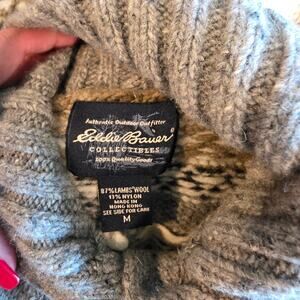 Authentic Outdoor Outfitter
Eddie Bauer®
COLLECTIBLES
100% Quality Goods
87% LAMBS' WOOL
13% NYLON
MADE IN
HONG KONG
SEE SIDE FOR CARE
M